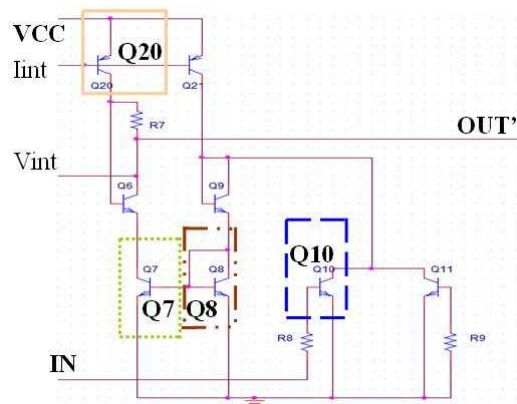 VCC
Q20
Iint
Q20
Q21
R7
OUT'
Vint
Q6
Q9
Q10
Q7
Q8
Q10
Q11
Q7
Q8
R8
R9
IN